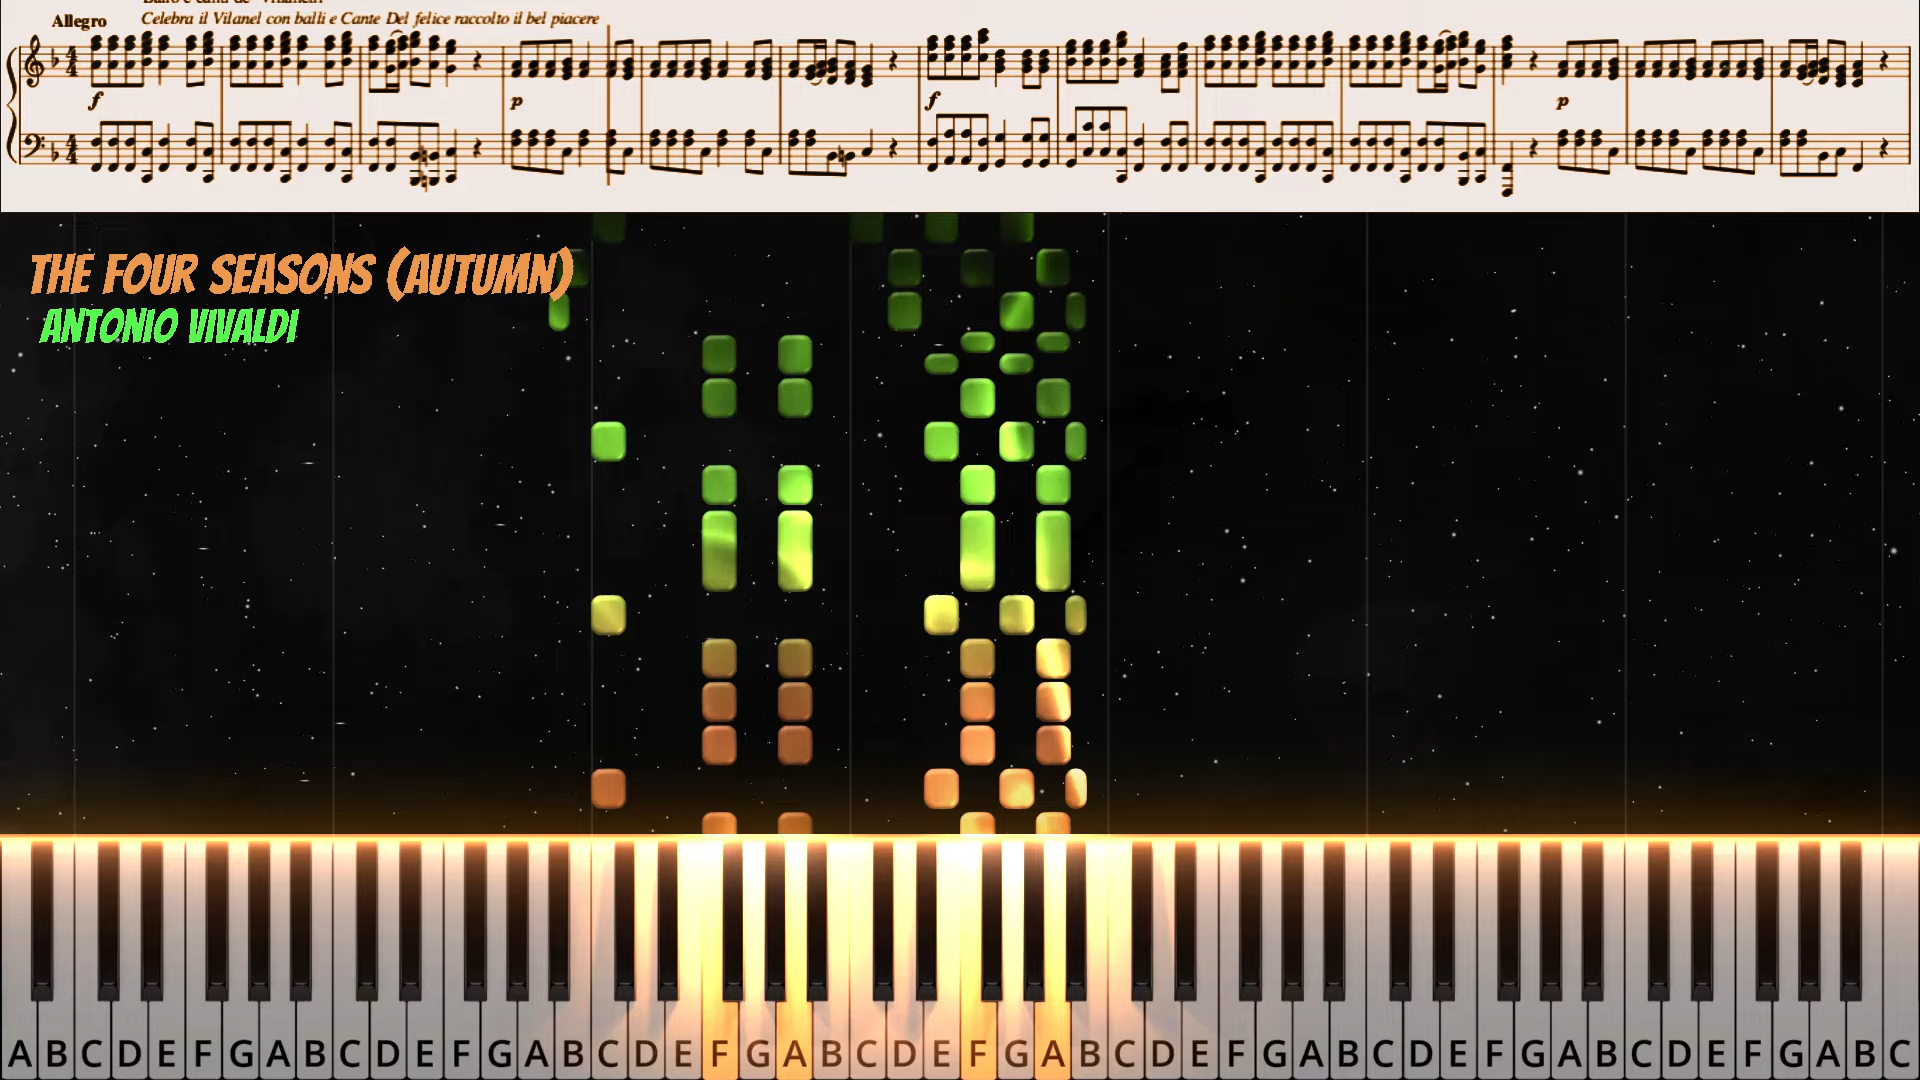 Allegro
Celebra il Vilanel con balli e Cante Del felice raccolto il bel piacere
f p f p
THE FOUR SEASONS (AUTUMN)
ANTONIO VIVALDI
A B C D E F G A B C D E F G A B C D E F G A B C D E F G A B C D E F G A B C D E F G A B C D E F G A B C